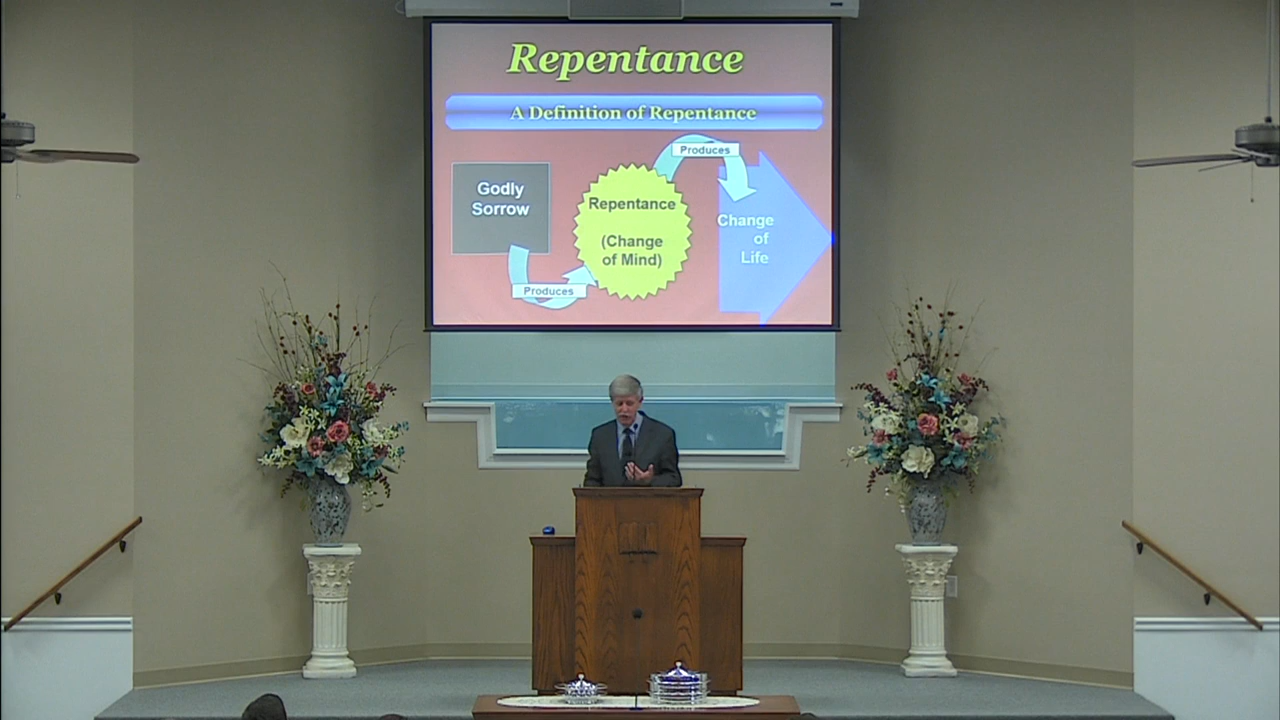 Repentance
A Definition of Repentance
Produces
Godly
Sorrow
Repentance
(Change
of Mind)
Change
of
Life
Produces